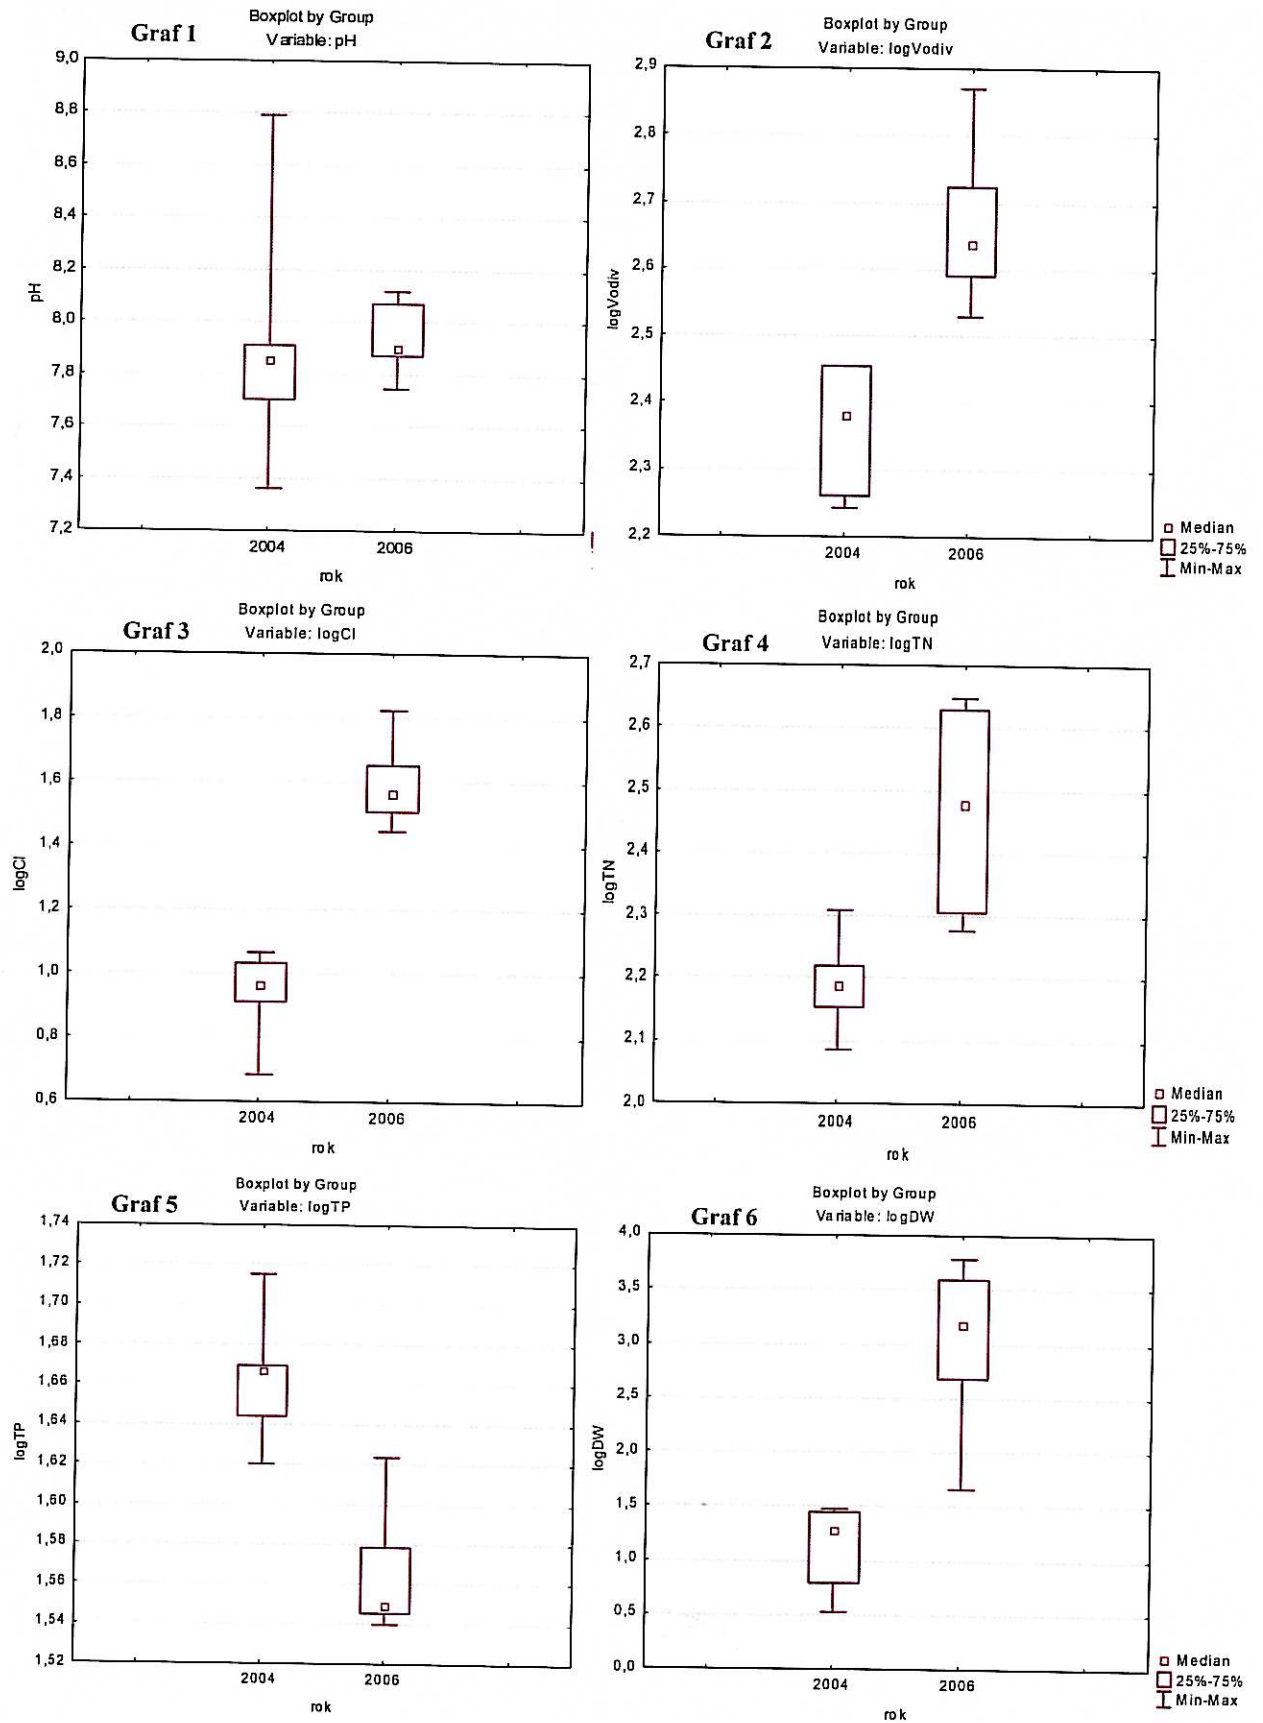 Graf 1
Boxplot by Group
Variable: pH
9,0
8,8
8,6
8,4
8,2
8,0
7,8
7,6
7,4
7,2
pH
2004
2006
rok
Graf 2
Boxplot by Group
Variable: logVodiv
2,9
2,8
2,7
2,6
2,5
2,4
2,3
2,2
logVodiv
2004
2006
rok
Median
25%-75%
Min-Max
Graf 3
Boxplot by Group
Variable: logCl
2,0
1,8
1,6
1,4
1,2
1,0
0,8
0,6
logCl
2004
2006
rok
Graf 4
Boxplot by Group
Variable: logTN
2,7
2,6
2,5
2,4
2,3
2,2
2,1
2,0
logTN
2004
2006
rok
Median
25%-75%
Min-Max
Graf 5
Boxplot by Group
Variable: logTP
1,74
1,72
1,70
1,68
1,66
1,64
1,62
1,60
1,58
1,56
1,54
1,52
logTP
2004
2006
rok
Graf 6
Boxplot by Group
Variable: logDW
4,0
3,5
3,0
2,5
2,0
1,5
1,0
0,5
0,0
logDW
2004
2006
rok
Median
25%-75%
Min-Max